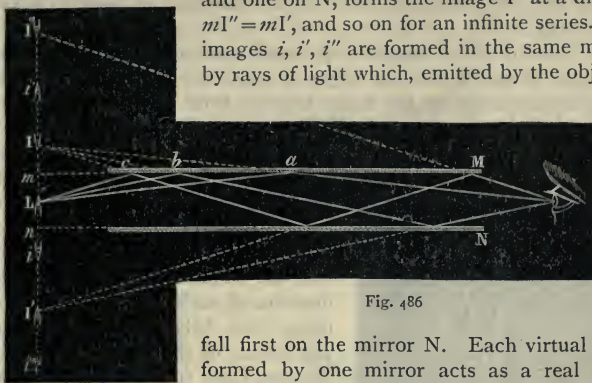 and one on N, forms the image I″ at a di
mI″=mI′, and so on for an infinite series.
images i, i′, i″ are formed in the same m
by rays of light which, emitted by the obj
I″
i′
I
c b a M
m
L
n
N
i
I′
Fig. 486
fall first on the mirror N. Each virtual
formed by one mirror acts as a real